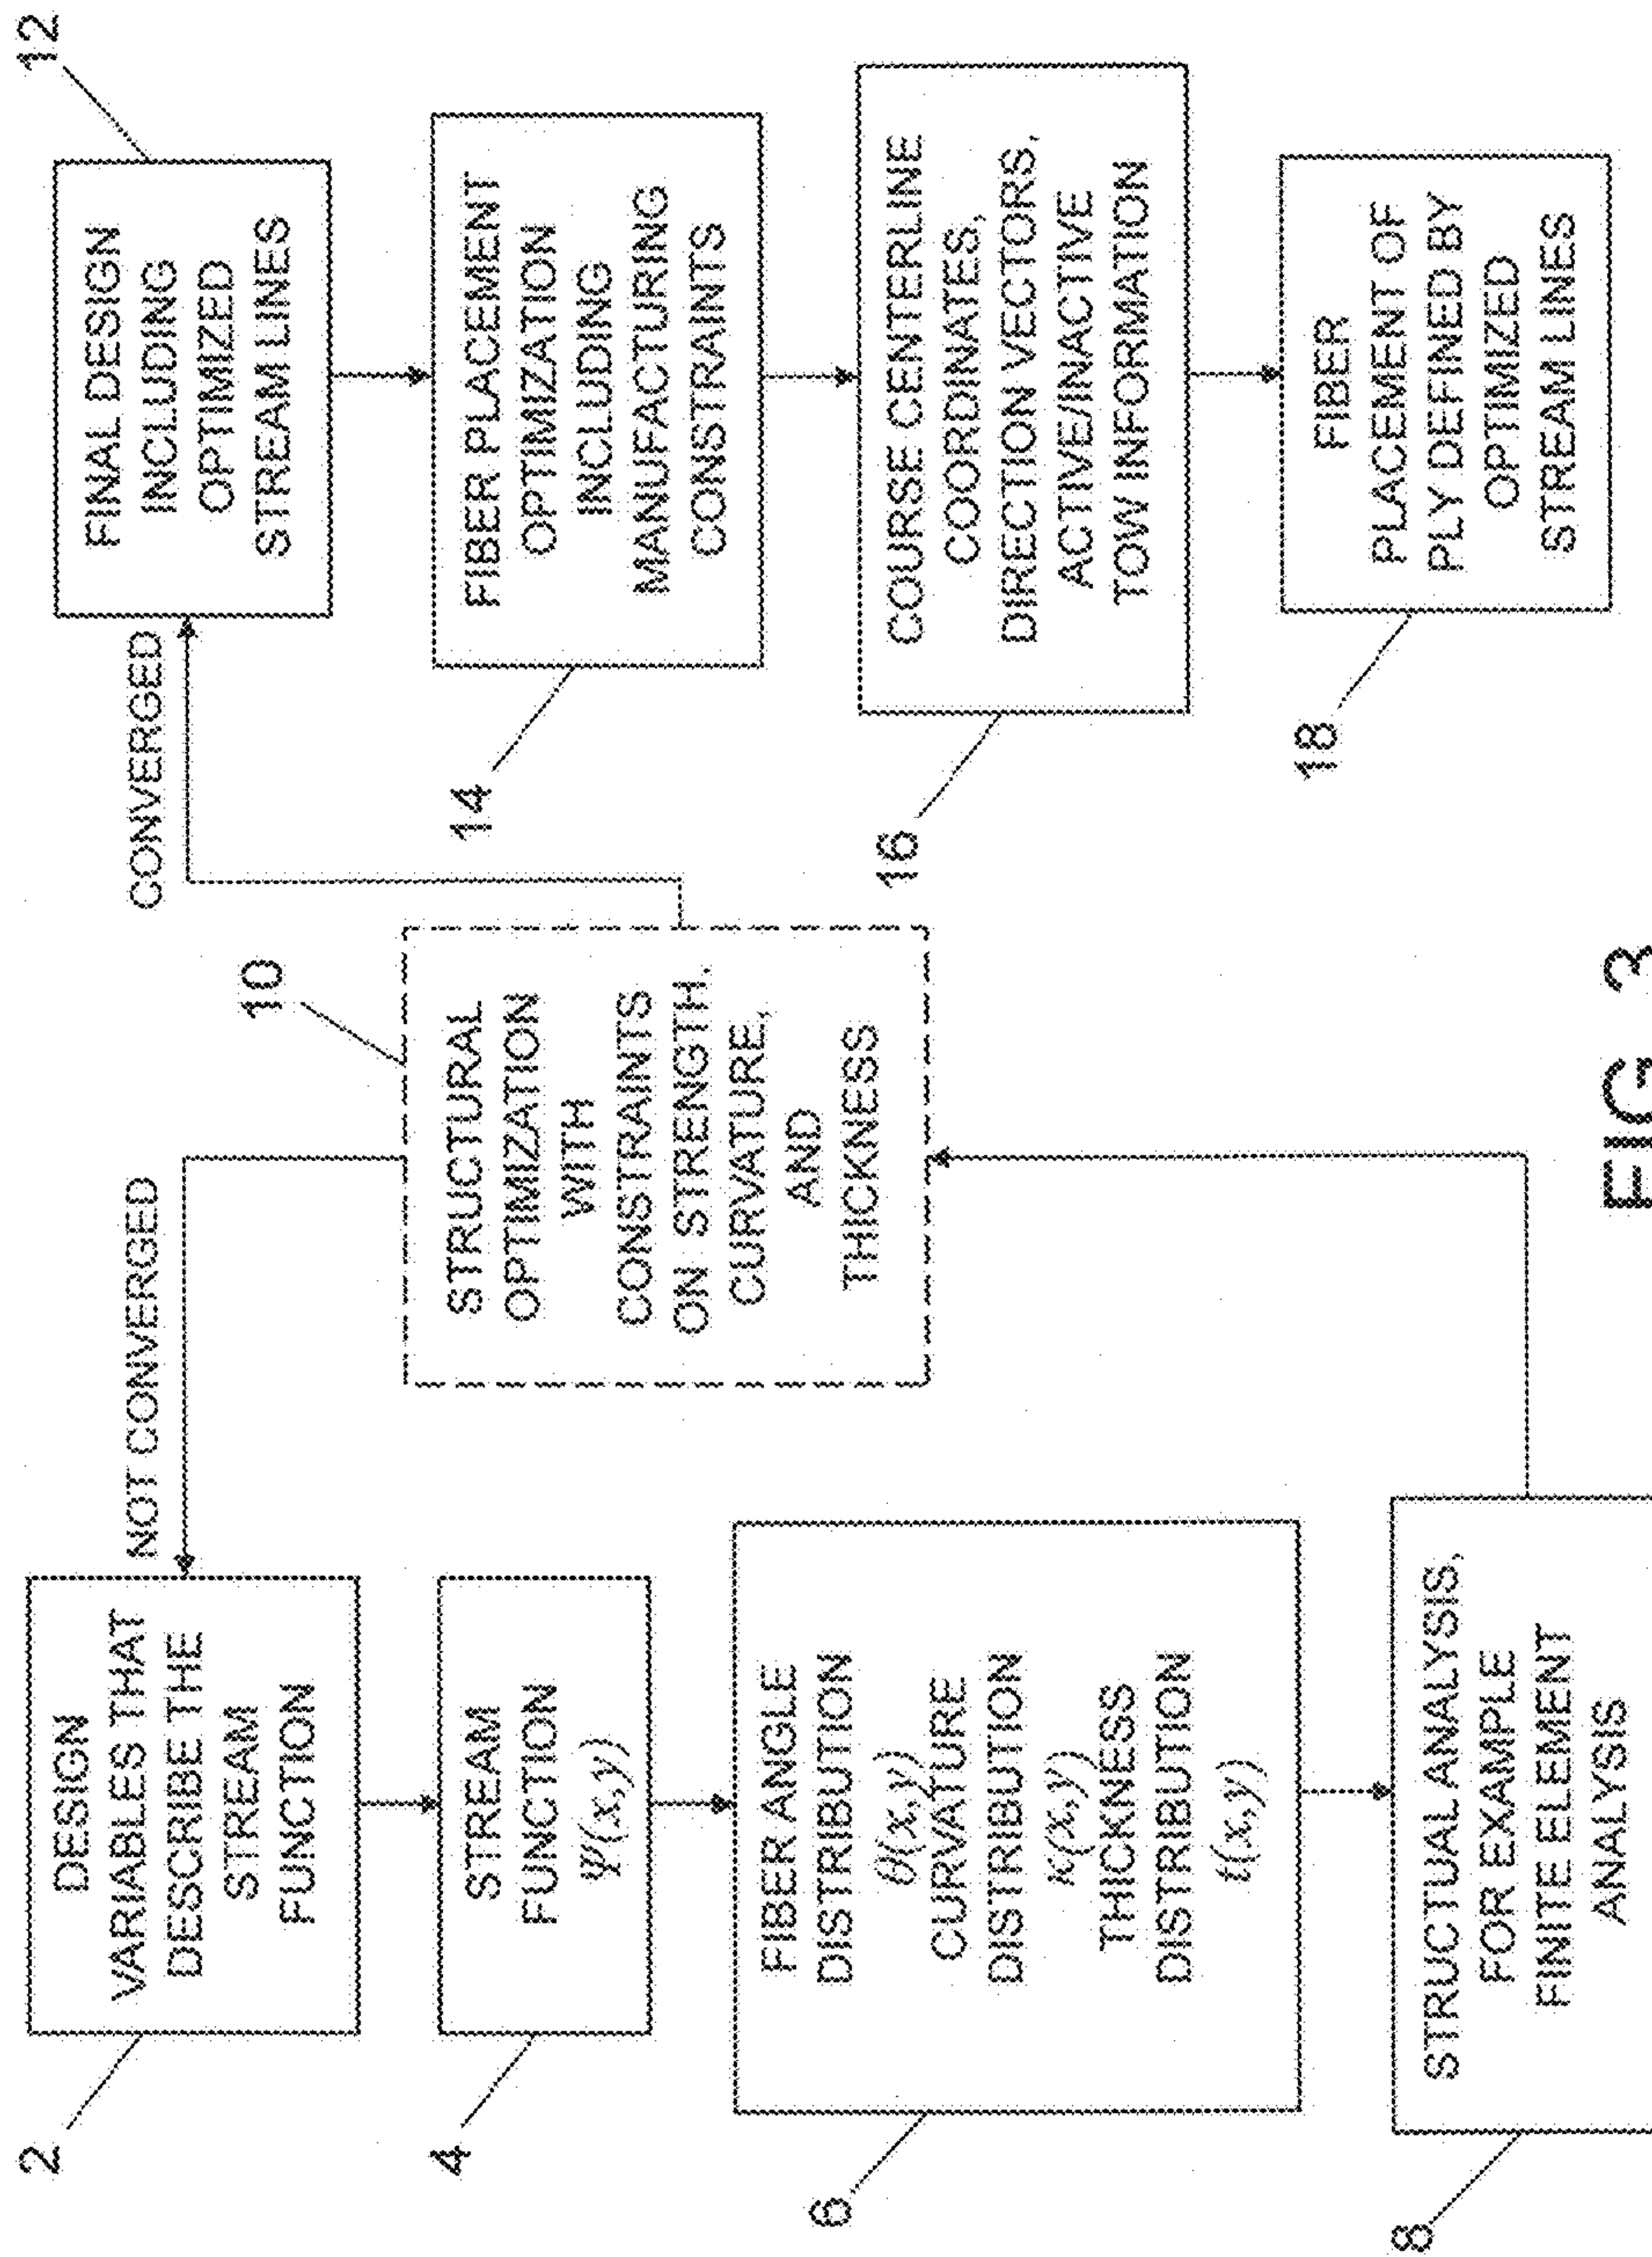 2
DESIGN
VARIABLES THAT
DESCRIBE THE
STREAM
FUNCTION
4
STREAM
FUNCTION
Ψ(x,y)
6
FIBER ANGLE
DISTRIBUTION
θ(x,y)
CURVATURE
DISTRIBUTION
κ(x,y)
THICKNESS
DISTRIBUTION
t(x,y)
8
STRUCTUAL ANALYSIS,
FOR EXAMPLE
FINITE ELEMENT
ANALYSIS
NOT CONVERGED
10
STRUCTURAL
OPTIMIZATION
WITH
CONSTRAINTS
ON STRENGTH.
CURVATURE,
AND
THICKNESS
CONVERGED
12
FINAL DESIGN
INCLUDING
OPTIMIZED
STREAM LINES
14
FIBER PLACEMENT
OPTIMIZATION
INCLUDING
MANUFACTURING
CONSTRAINTS
16
COURSE CENTERLINE
COORDINATES,
DIRECTION VECTORS,
ACTIVE/INACTIVE
TOW INFORMATION
18
FIBER
PLACEMENT OF
PLY DEFINED BY
OPTIMIZED
STREAM LINES
FIG 3